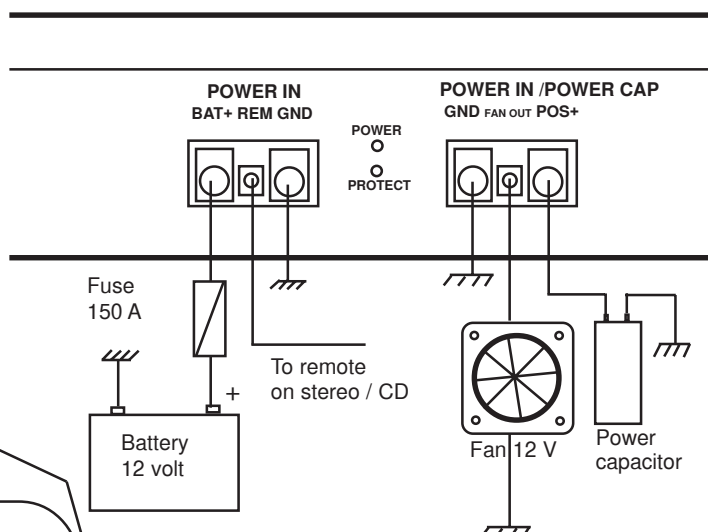 POWER IN
BAT+ REM GND
POWER
PROTECT
POWER IN /POWER CAP
GND FAN OUT POS+
Fuse
150 A
To remote
on stereo / CD
+
Battery
12 volt
Fan 12 V
Power
capacitor